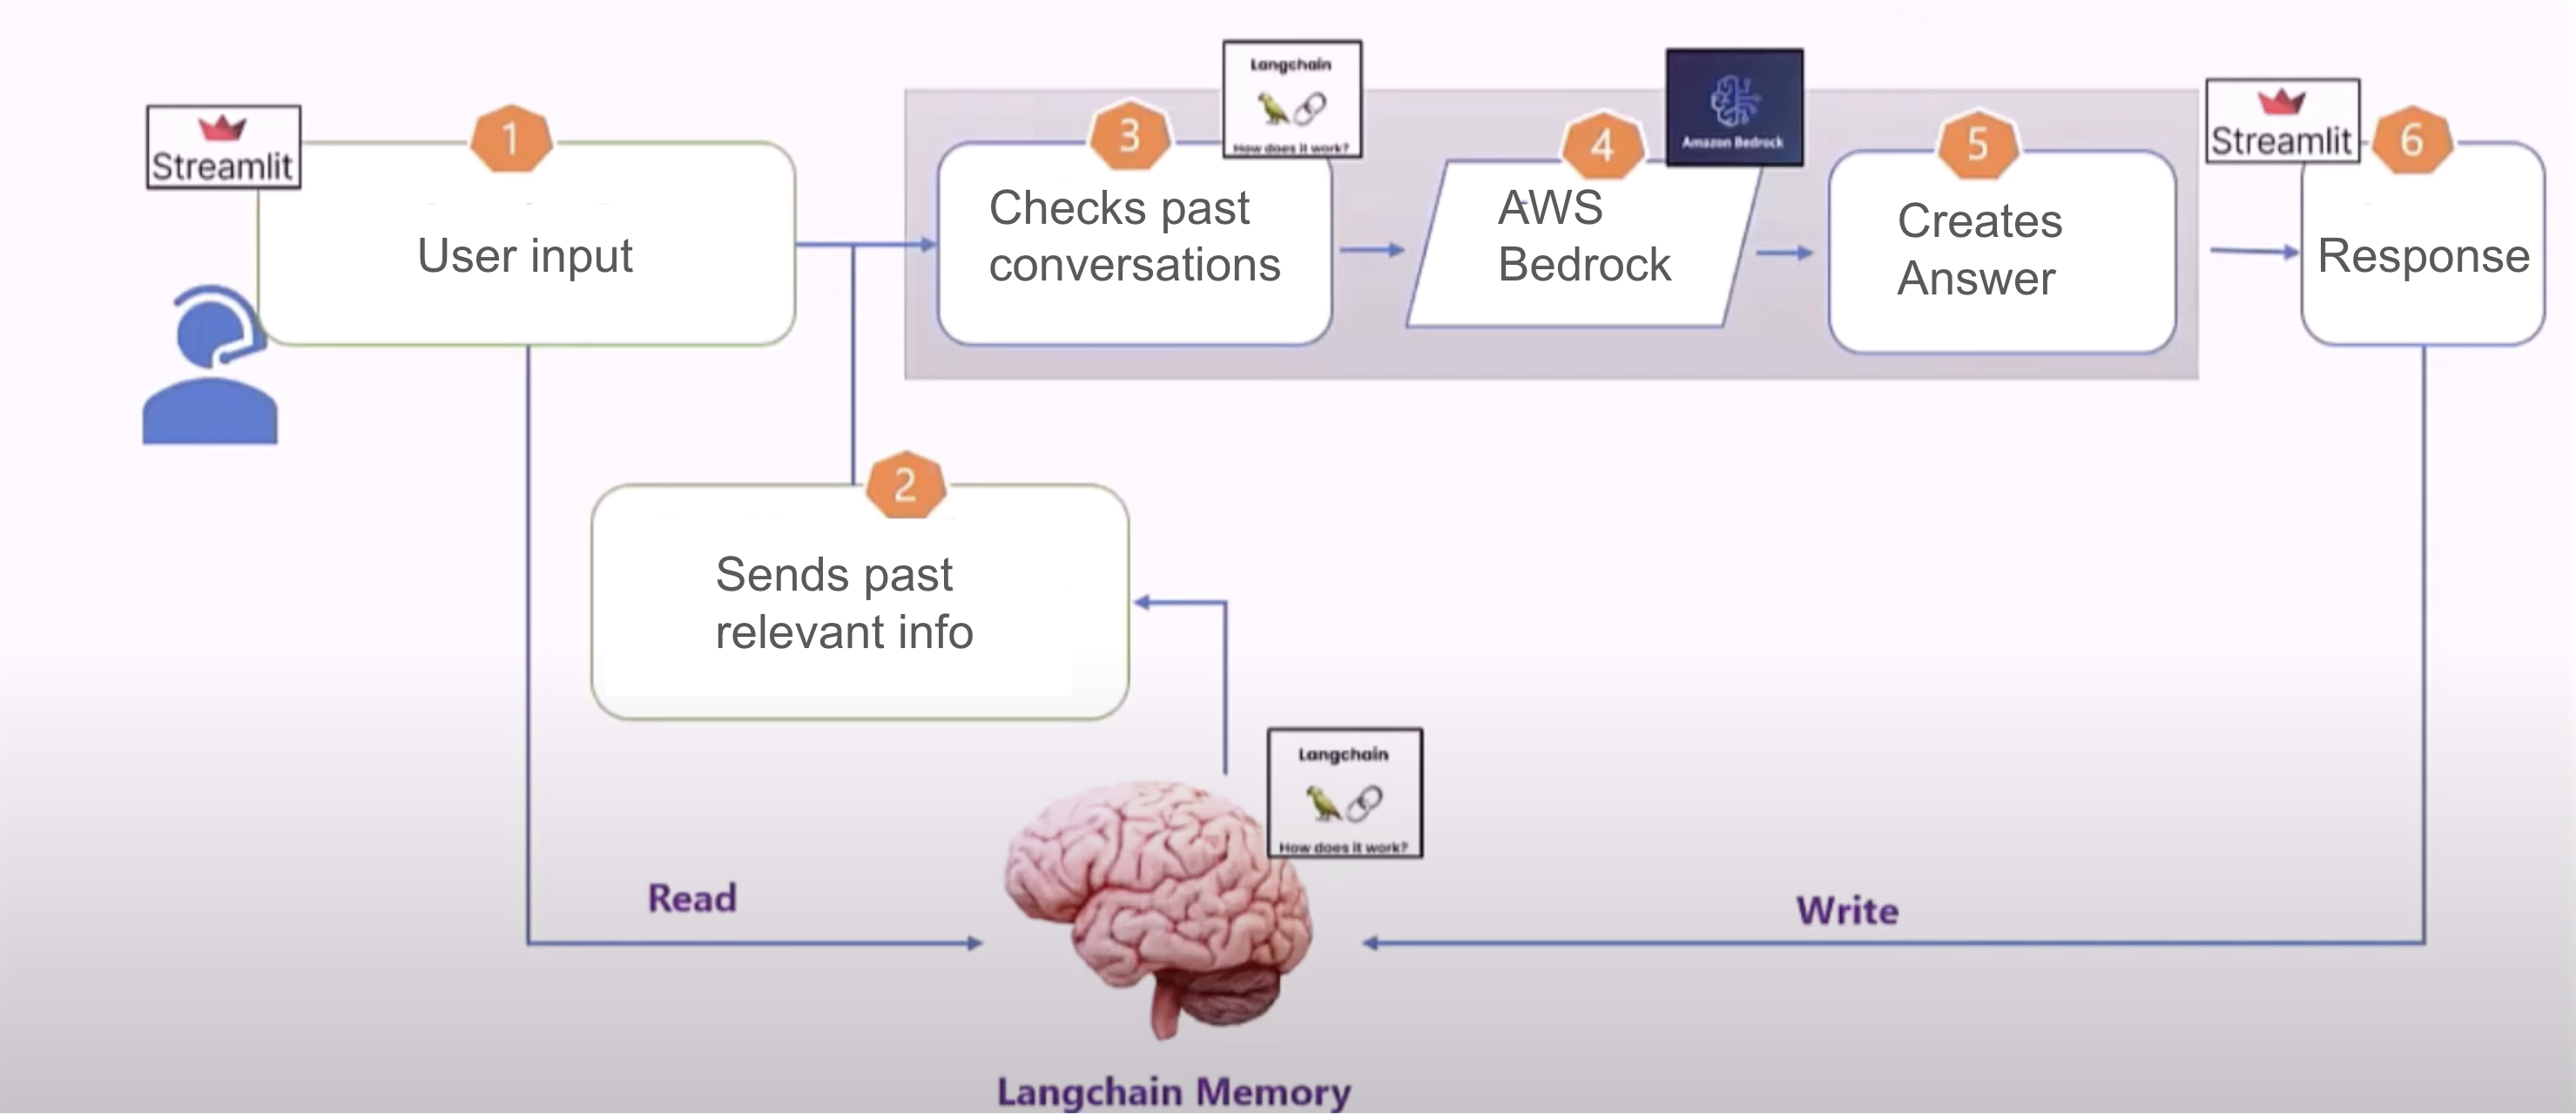 Streamlit
1
User input
Langchain
How does it work?
3
Checks past
conversations
Amazon Bedrock
4
AWS
Bedrock
5
Creates
Answer
Streamlit
6
Response
2
Sends past
relevant info
Langchain
How does it work?
Read
Write
Langchain Memory